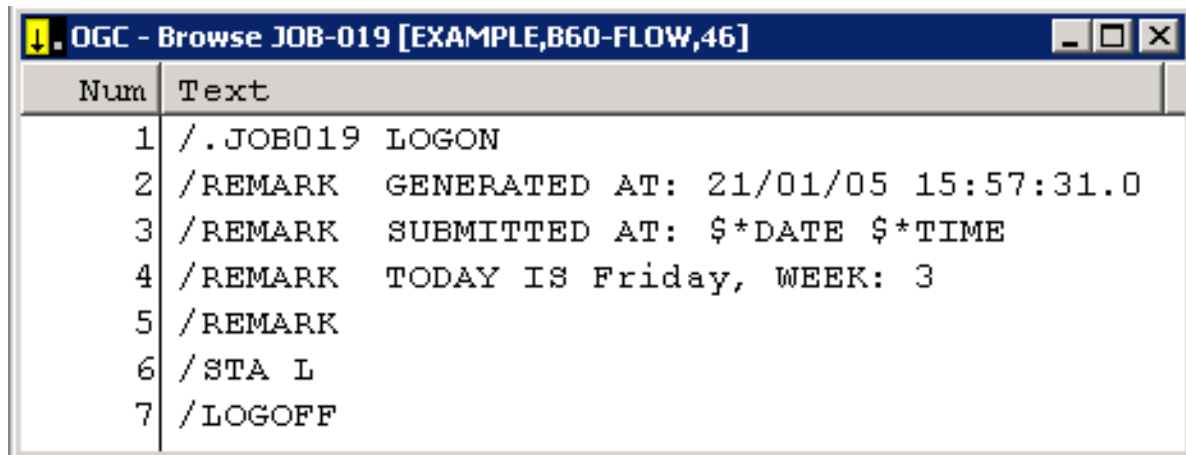 OGC - Browse JOB-019 [EXAMPLE,B60-FLOW,46]
Num Text
1 /.JOB019 LOGON
2 /REMARK  GENERATED AT: 21/01/05 15:57:31.0
3 /REMARK  SUBMITTED AT: $*DATE $*TIME
4 /REMARK  TODAY IS Friday, WEEK: 3
5 /REMARK
6 /STA L
7 /LOGOFF